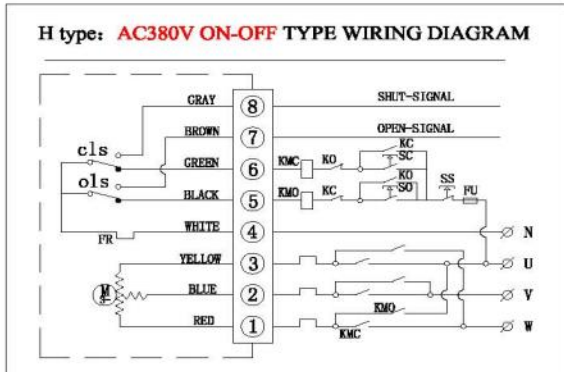 H type: AC380V ON-OFF TYPE WIRING DIAGRAM
GRAY 8 SHUT-SIGNAL
BROWN 7 OPEN-SIGNAL
cls GREEN 6 KMC KO KC SC
ols BLACK 5 KMO KC KO SO SS FU
WHITE 4 N
FR
YELLOW 3 U
M BLUE 2 V
KMO
RED 1 W
KMC